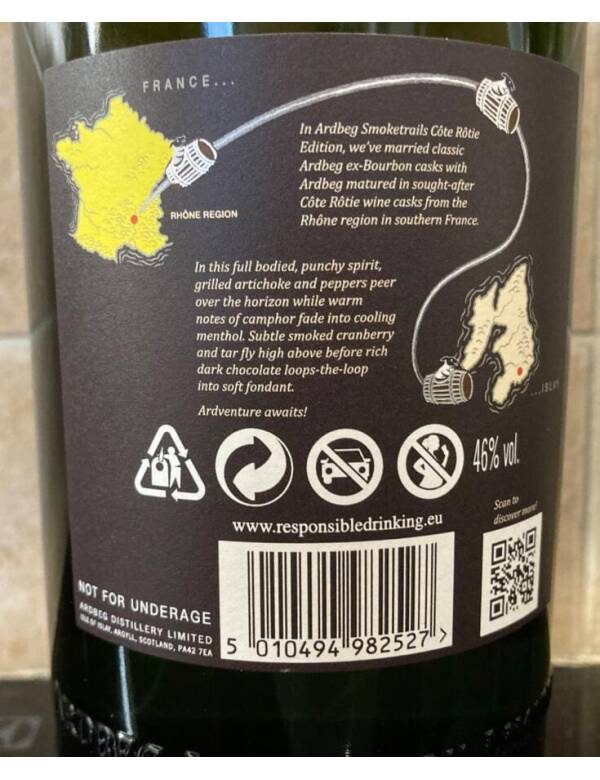 FRANCE...
In Ardbeg Smoketrails Côte Rôtie
Edition, we've married classic
Ardbeg ex-Bourbon casks with
Ardbeg matured in sought-after
Côte Rôtie wine casks from the
Rhône region in southern France.
RHÔNE REGION
In this full bodied, punchy spirit,
grilled artichoke and peppers peer
over the horizon while warm
notes of camphor fade into cooling
menthol. Subtle smoked cranberry
and tar fly high above before rich
dark chocolate loops-the-loop
into soft fondant.
Ardventure awaits!
...ISLAY
46% vol.
www.responsibledrinking.eu
Scan to
discover more!
NOT FOR UNDERAGE
ARDBEG DISTILLERY LIMITED
ISLE OF ISLAY, ARGYLL, SCOTLAND, PA42 7EA
5 010494 982527 >